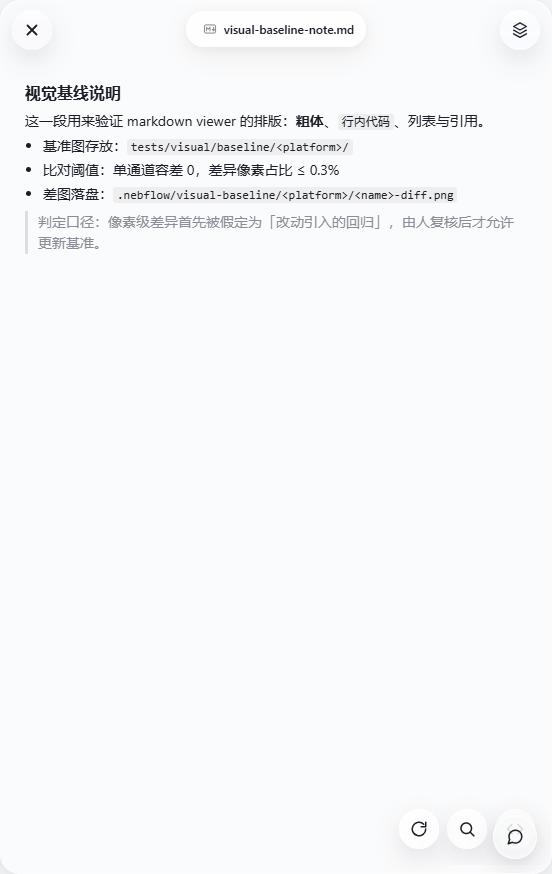 visual-baseline-note.md
视觉基线说明
这一段用来验证 markdown viewer 的排版：粗体、行内代码、列表与引用。
• 基准图存放：tests/visual/baseline/<platform>/
• 比对阈值：单通道容差 0，差异像素占比 ≤ 0.3%
• 差图落盘：.nebflow/visual-baseline/<platform>/<name>-diff.png
判定口径：像素级差异首先被假定为「改动引入的回归」，由人复核后才允许
更新基准。